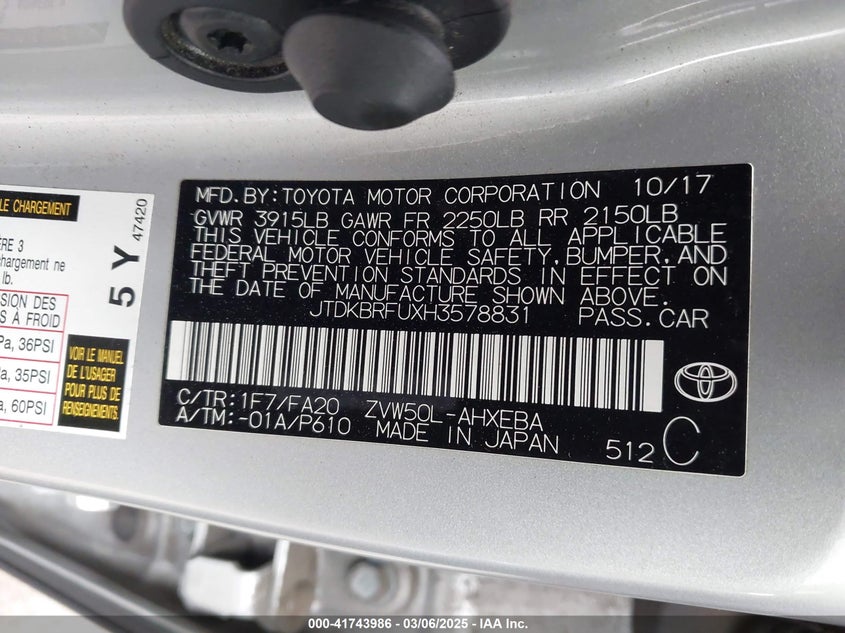 LE CHARGEMENT
ÈRE 3
chargement ne
lb.
SION DES
S À FROID
Pa, 36PSI
a, 35PSI
a, 60PSI
5 Y
47420
VOIR LE MANUEL
DE L'USAGER
POUR PLUS DE
RENSEIGNEMENTS
MFD.BY:TOYOTA MOTOR CORPORATION 10/17
GVWR 3915LB GAWR FR 2250LB RR 2150LB
THIS VEHICLE CONFORMS TO ALL APPLICABLE
FEDERAL MOTOR VEHICLE SAFETY,BUMPER,AND
THEFT PREVENTION STANDARDS IN EFFECT ON
THE DATE OF MANUFACTURE SHOWN ABOVE.
JTDKBRFUXH3578831 PASS.CAR
C/TR:1F7/FA20 ZVW50L-AHXEBA
A/TM:-01A/P610 MADE IN JAPAN
512 C
000-41743986 - 03/06/2025 - IAA Inc.